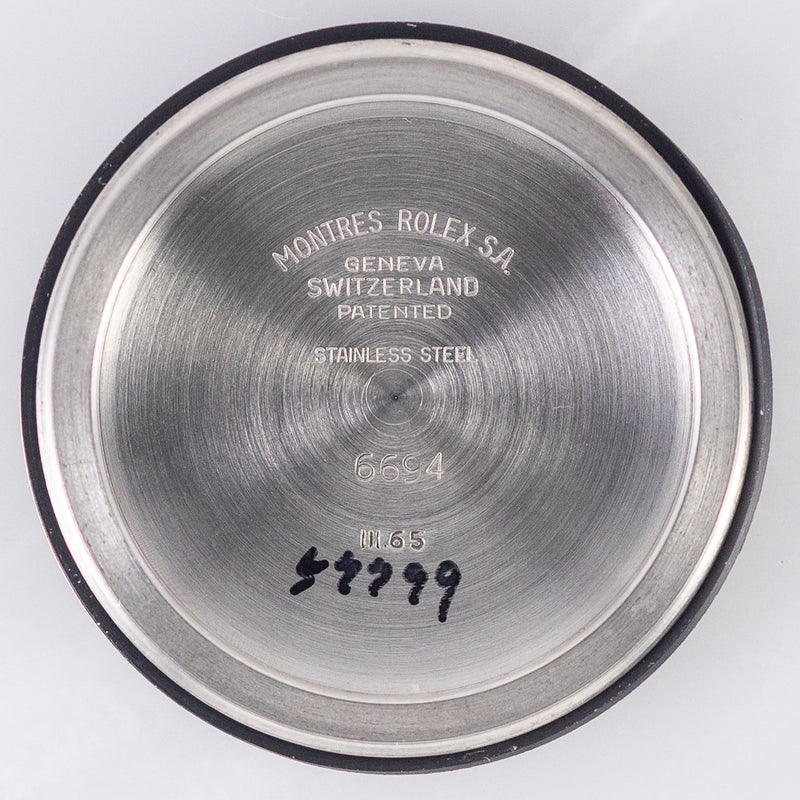 MONTRES ROLEX S.A.
GENEVA
SWITZERLAND
PATENTED
STAINLESS STEEL
6694
III.65